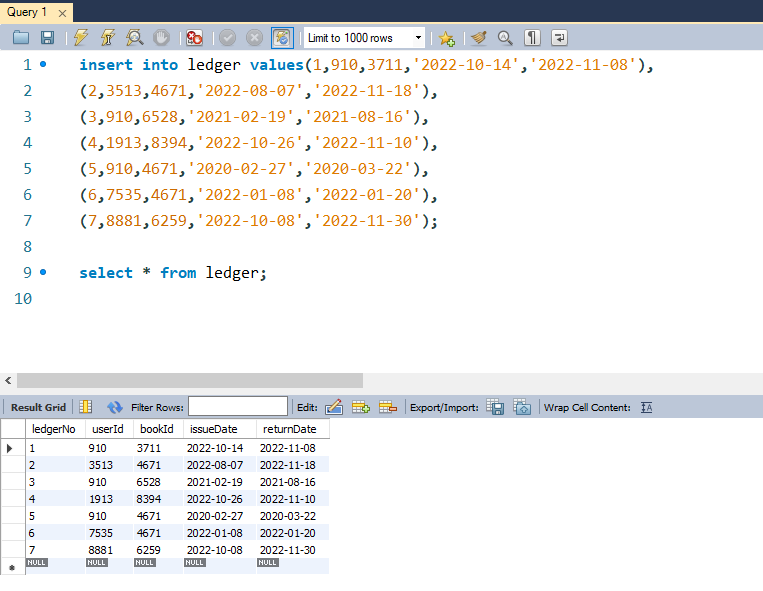 Query 1
Limit to 1000 rows
1 insert into ledger values(1,910,3711,'2022-10-14','2022-11-08'),
2 (2,3513,4671,'2022-08-07','2022-11-18'),
3 (3,910,6528,'2021-02-19','2021-08-16'),
4 (4,1913,8394,'2022-10-26','2022-11-10'),
5 (5,910,4671,'2020-02-27','2020-03-22'),
6 (6,7535,4671,'2022-01-08','2022-01-20'),
7 (7,8881,6259,'2022-10-08','2022-11-30');
8
9 select * from ledger;
10
Result Grid Filter Rows: Edit: Export/Import: Wrap Cell Content:
ledgerNo userId bookId issueDate returnDate
1 910 3711 2022-10-14 2022-11-08
2 3513 4671 2022-08-07 2022-11-18
3 910 6528 2021-02-19 2021-08-16
4 1913 8394 2022-10-26 2022-11-10
5 910 4671 2020-02-27 2020-03-22
6 7535 4671 2022-01-08 2022-01-20
7 8881 6259 2022-10-08 2022-11-30
NULL NULL NULL NULL NULL